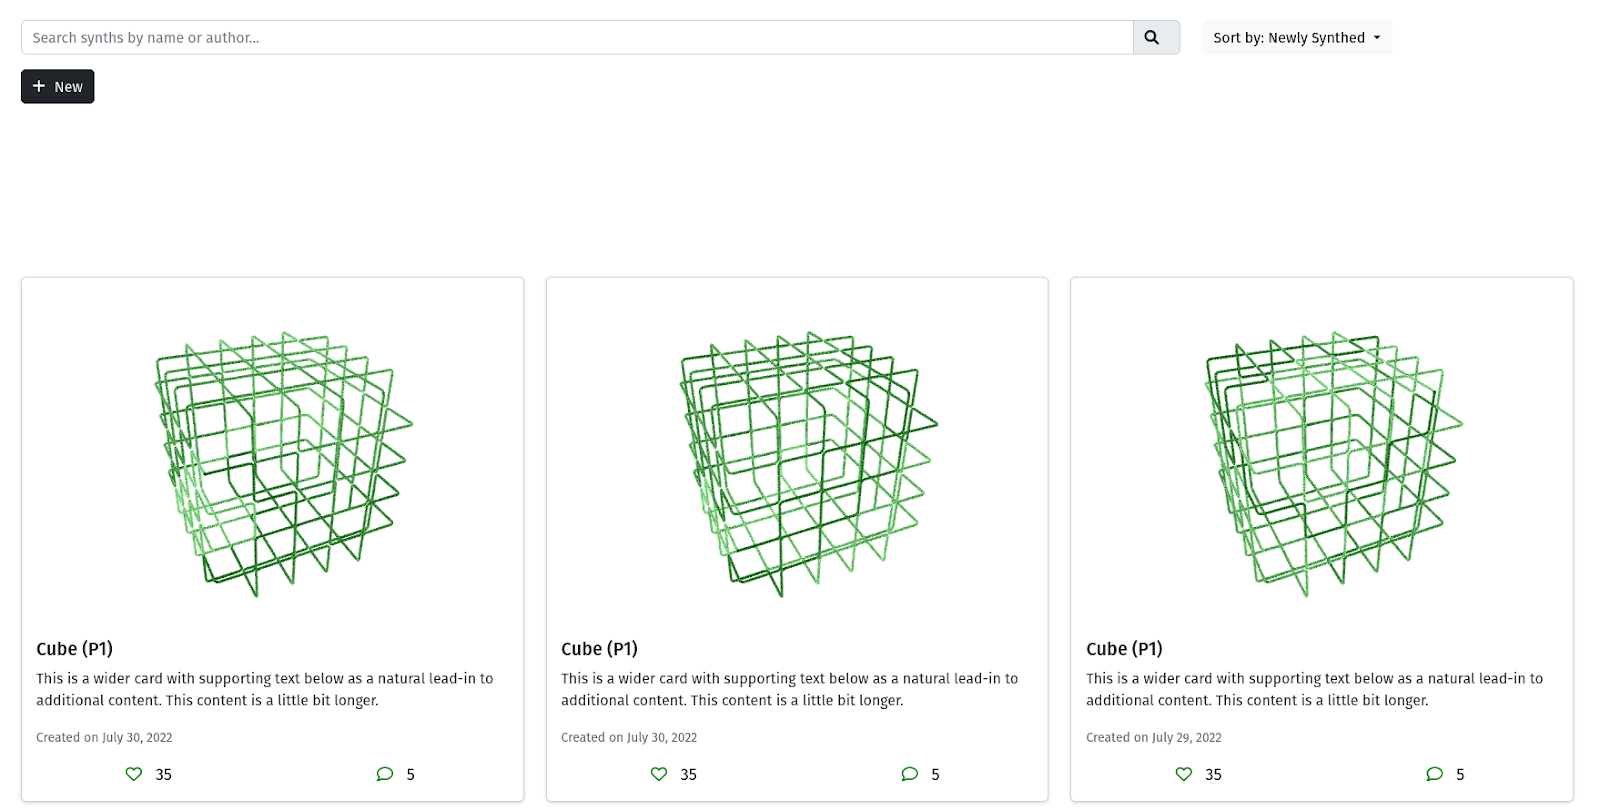 Search synths by name or author...
Sort by: Newly Synthed
New
Cube (P1)
This is a wider card with supporting text below as a natural lead-in to
additional content. This content is a little bit longer.
Created on July 30, 2022
35
5
Cube (P1)
This is a wider card with supporting text below as a natural lead-in to
additional content. This content is a little bit longer.
Created on July 30, 2022
35
5
Cube (P1)
This is a wider card with supporting text below as a natural lead-in to
additional content. This content is a little bit longer.
Created on July 29, 2022
35
5